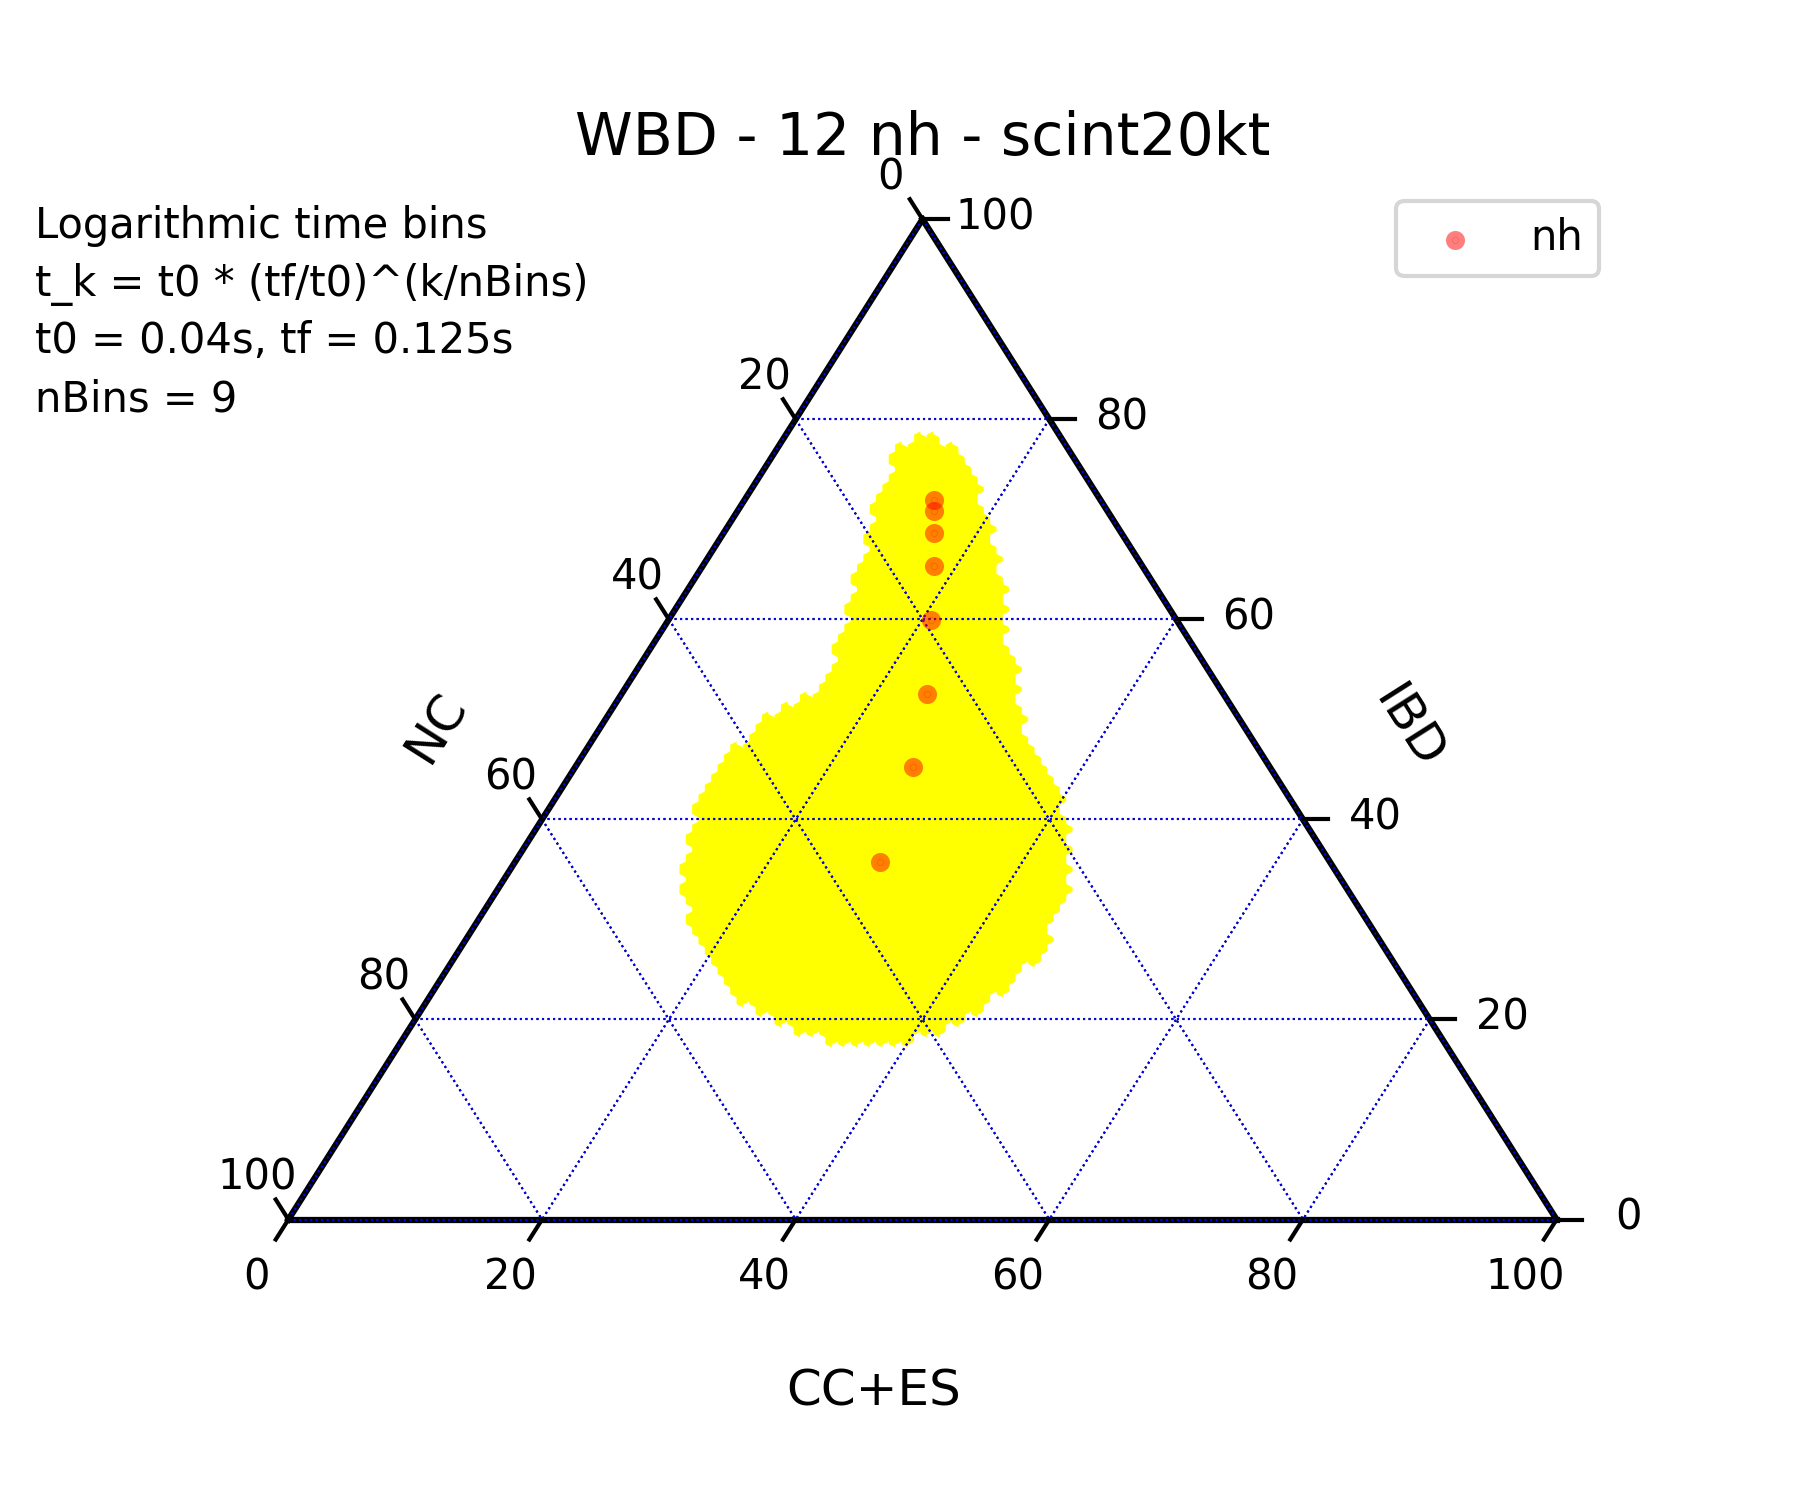 WBD - 12 nh - scint20kt
Logarithmic time bins
t_k = t0 * (tf/t0)^(k/nBins)
t0 = 0.04s, tf = 0.125s
nBins = 9
nh
0
100
20
80
40
60
NC
IBD
60
40
80
20
100
0
0
20
40
60
80
100
CC+ES